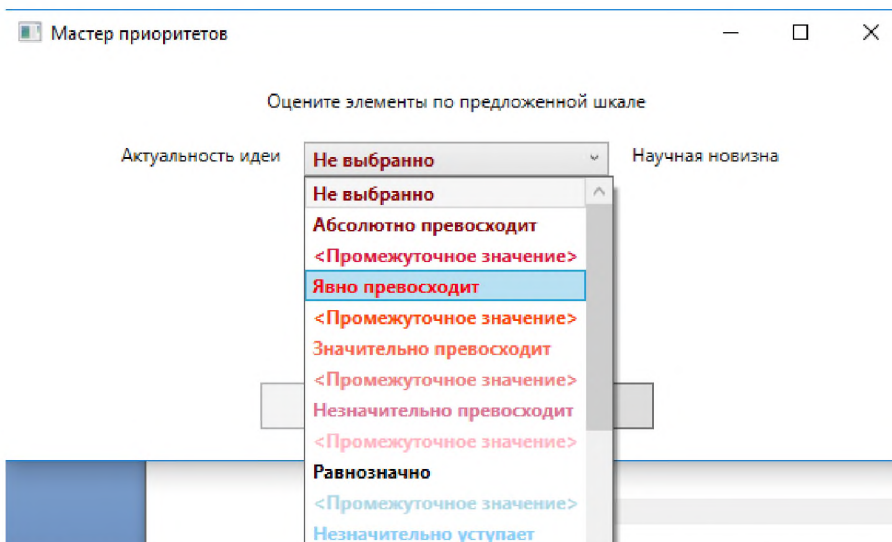 Мастер приоритетов
Оцените элементы по предложенной шкале
Актуальность идеи Не выбранно Научная новизна
Не выбранно
Абсолютно превосходит
<Промежуточное значение>
Явно превосходит
<Промежуточное значение>
Значительно превосходит
<Промежуточное значение>
Незначительно превосходит
<Промежуточное значение>
Равнозначно
<Промежуточное значение>
Незначительно уступает